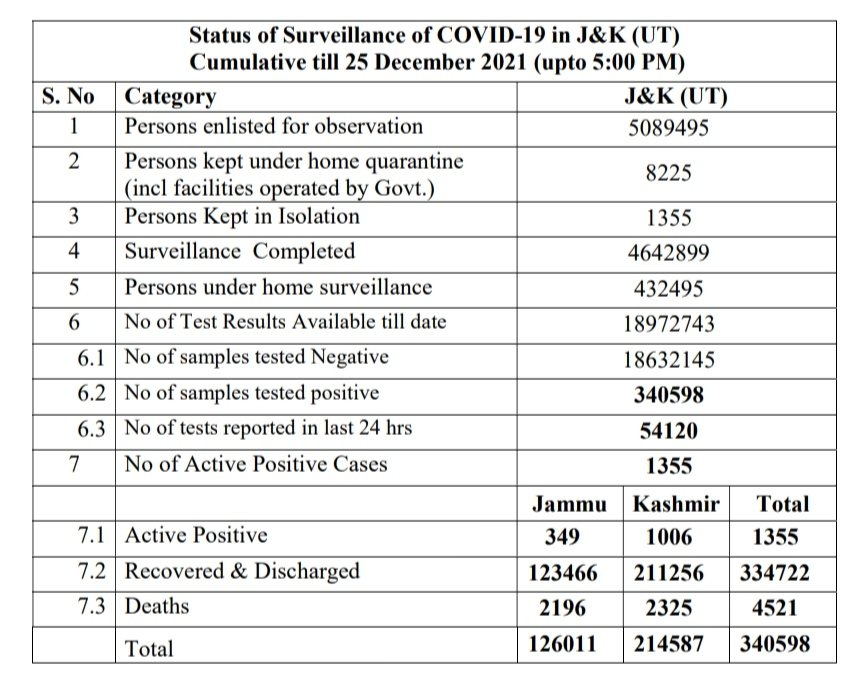 Status of Surveillance of COVID-19 in J&K (UT)
Cumulative till 25 December 2021 (upto 5:00 PM)
S. No Category J&K (UT)
1 Persons enlisted for observation 5089495
2 Persons kept under home quarantine
(incl facilities operated by Govt.) 8225
3 Persons Kept in Isolation 1355
4 Surveillance Completed 4642899
5 Persons under home surveillance 432495
6 No of Test Results Available till date 18972743
6.1 No of samples tested Negative 18632145
6.2 No of samples tested positive 340598
6.3 No of tests reported in last 24 hrs 54120
7 No of Active Positive Cases 1355
Jammu Kashmir Total
7.1 Active Positive 349 1006 1355
7.2 Recovered & Discharged 123466 211256 334722
7.3 Deaths 2196 2325 4521
Total 126011 214587 340598